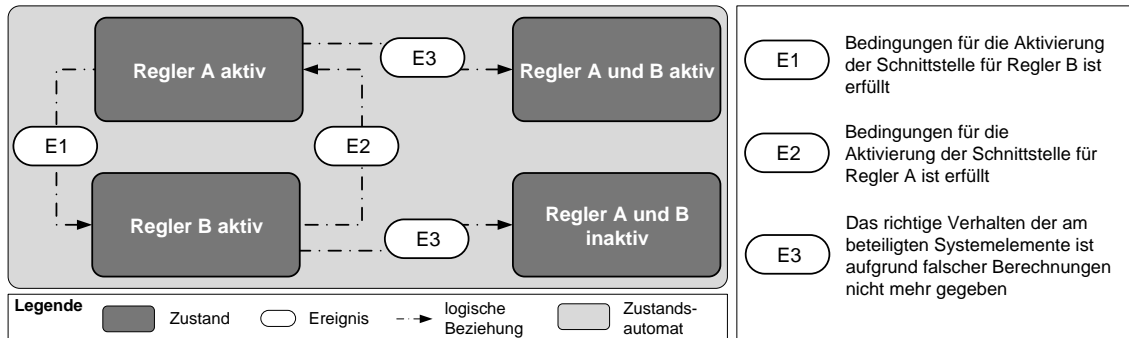 Regler A aktiv
E3
Regler A und B aktiv
E1
E2
Regler B aktiv
E3
Regler A und B
inaktiv
Legende
Zustand
Ereignis
logische
Beziehung
Zustands-
automat
E1
Bedingungen für die Aktivierung
der Schnittstelle für Regler B ist
erfüllt
E2
Bedingungen für die
Aktivierung der Schnittstelle für
Regler A ist erfüllt
E3
Das richtige Verhalten der am
beteiligten Systemelemente ist
aufgrund falscher Berechnungen
nicht mehr gegeben